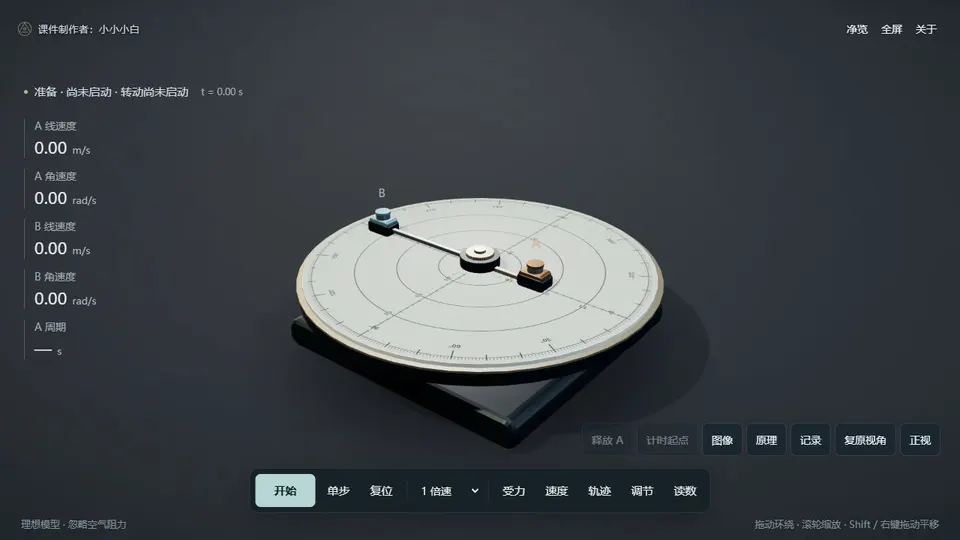 课件制作者：小小小白
净览 全屏 关于
准备 · 尚未启动 · 转动尚未启动 t = 0.00 s
A 线速度
0.00 m/s
A 角速度
0.00 rad/s
B 线速度
0.00 m/s
B 角速度
0.00 rad/s
A 周期
— s
B
A
释放 A 计时起点 图像 原理 记录 复原视角 正视
开始 单步 复位 1 倍速 受力 速度 轨迹 调节 读数
理想模型 · 忽略空气阻力
拖动环绕 · 滚轮缩放 · Shift / 右键拖动平移